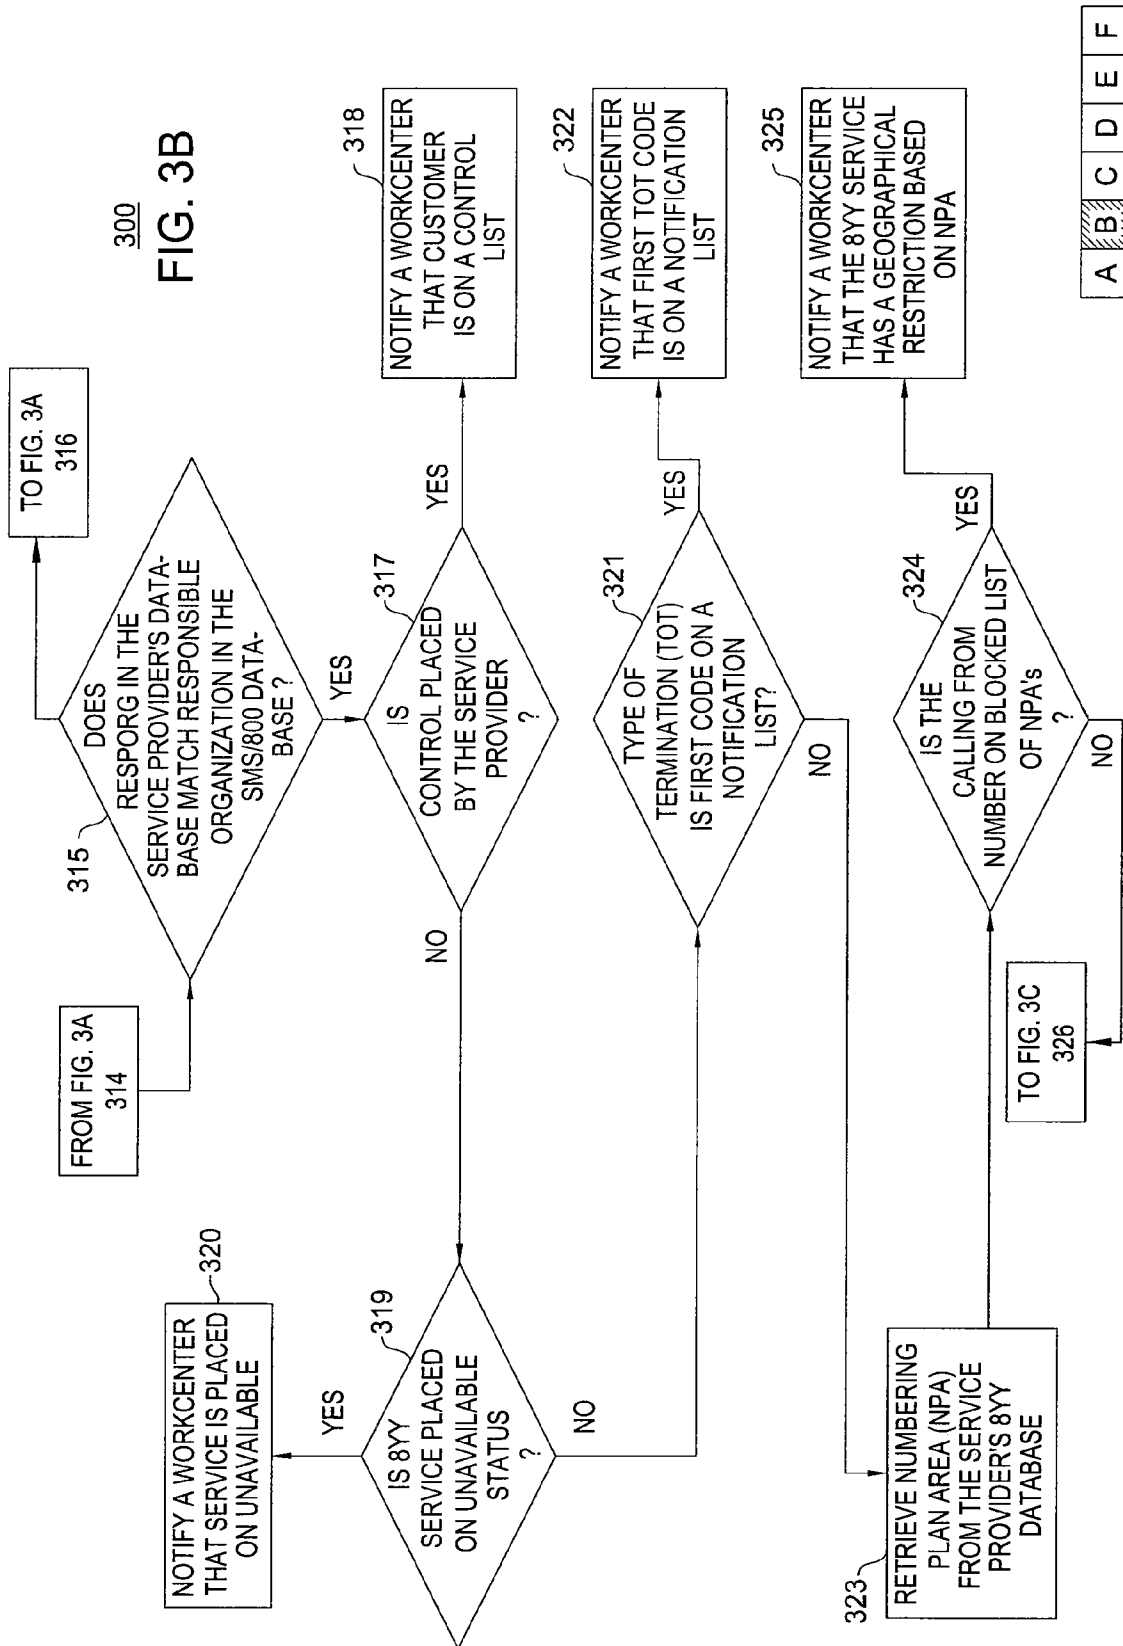 300
FIG. 3B
TO FIG. 3A
316
FROM FIG. 3A
314
315
DOES
RESPORG IN THE
SERVICE PROVIDER'S DATA-
BASE MATCH RESPONSIBLE
ORGANIZATION IN THE
SMS/800 DATA-
BASE ?
YES
317
IS
CONTROL PLACED
BY THE SERVICE
PROVIDER
?
YES
318
NOTIFY A WORKCENTER
THAT CUSTOMER
IS ON A CONTROL
LIST
NO
319
IS 8YY
SERVICE PLACED
ON UNAVAILABLE
STATUS
?
YES
320
NOTIFY A WORKCENTER
THAT SERVICE IS PLACED
ON UNAVAILABLE
NO
321
TYPE OF
TERMINATION (TOT)
IS FIRST CODE ON A
NOTIFICATION
LIST?
YES
322
NOTIFY A WORKCENTER
THAT FIRST TOT CODE
IS ON A NOTIFICATION
LIST
NO
323
RETRIEVE NUMBERING
PLAN AREA (NPA)
FROM THE SERVICE
PROVIDER'S 8YY
DATABASE
324
IS THE
CALLING FROM
NUMBER ON BLOCKED LIST
OF NPA's
?
YES
325
NOTIFY A WORKCENTER
THAT THE 8YY SERVICE
HAS A GEOGRAPHICAL
RESTRICTION BASED
ON NPA
NO
TO FIG. 3C
326
A B C D E F